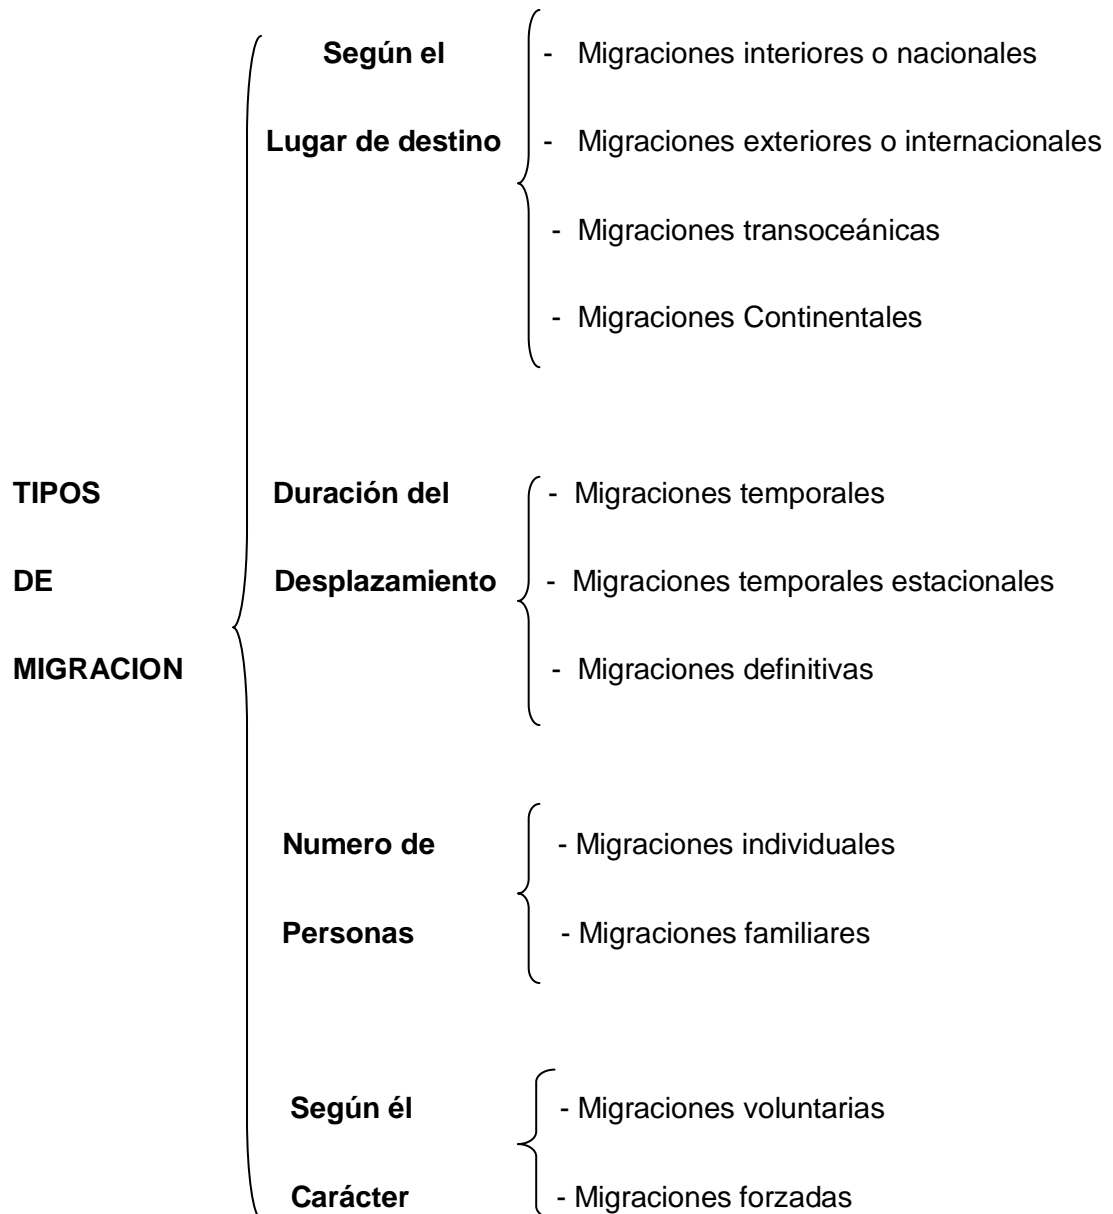 Según el
Lugar de destino
- Migraciones interiores o nacionales
- Migraciones exteriores o internacionales
- Migraciones transoceánicas
- Migraciones Continentales
TIPOS
DE
MIGRACION
Duración del
Desplazamiento
- Migraciones temporales
- Migraciones temporales estacionales
- Migraciones definitivas
Numero de
Personas
- Migraciones individuales
- Migraciones familiares
Según él
Carácter
- Migraciones voluntarias
- Migraciones forzadas